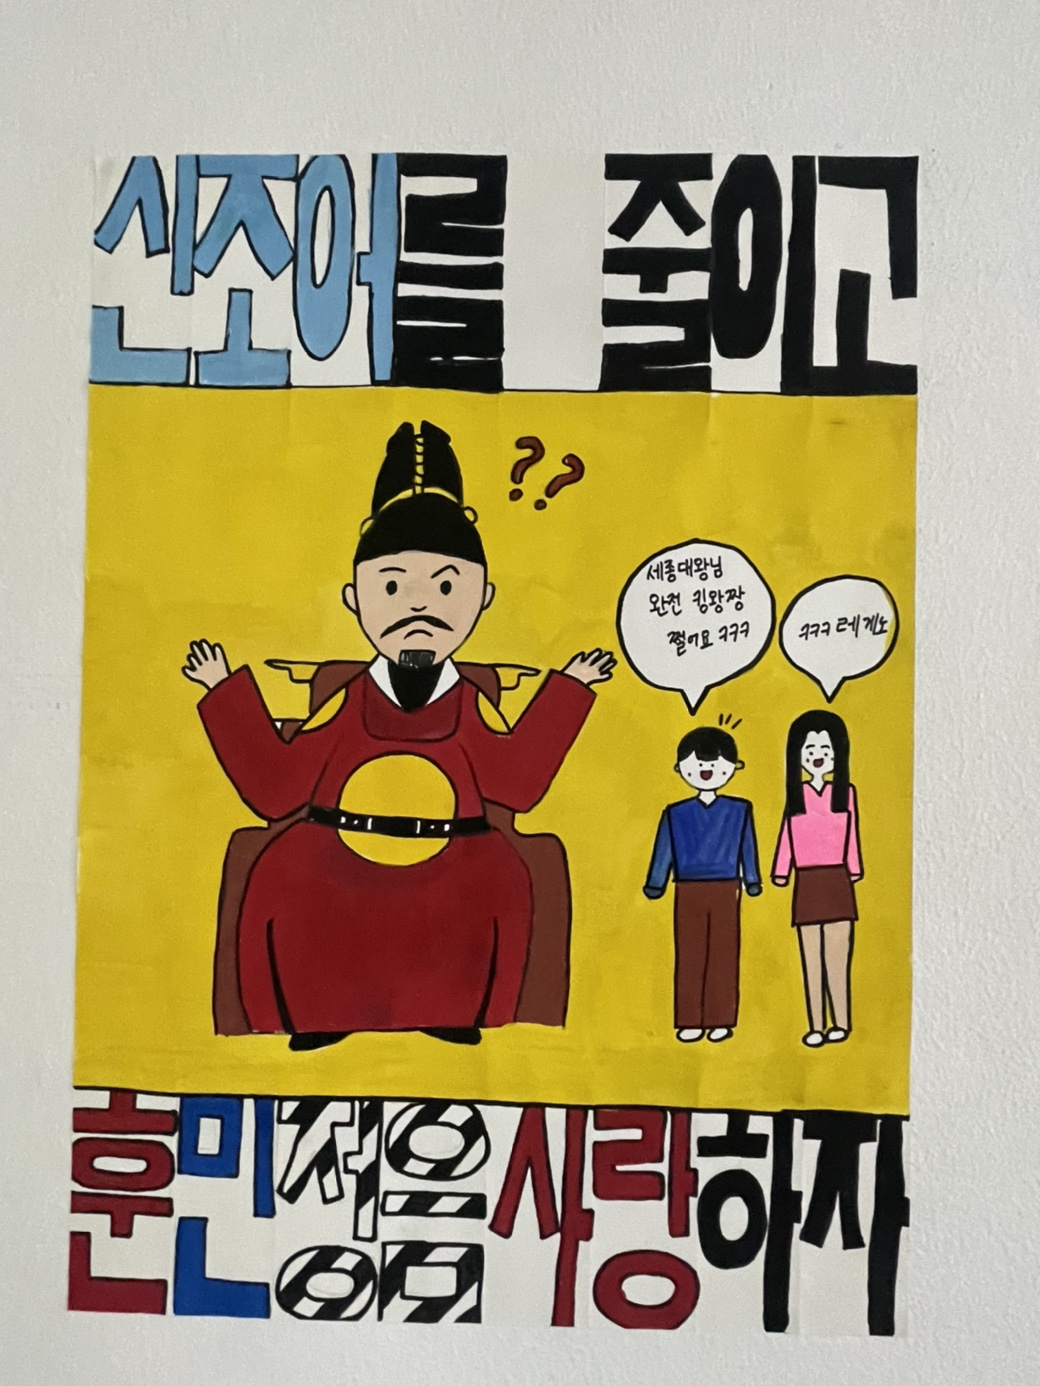 신조어를 줄이고
??
세종대왕님
완전 킹왕짱
쩔어요 ㅋㅋㅋ
ㅋㅋㅋ 레게노
훈민정음 사랑하자